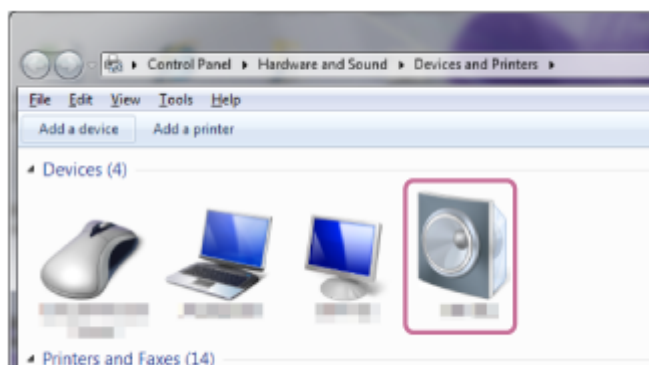 Control Panel ▸ Hardware and Sound ▸ Devices and Printers ▸
File Edit View Tools Help
Add a device Add a printer
Devices (4)
Printers and Faxes (14)